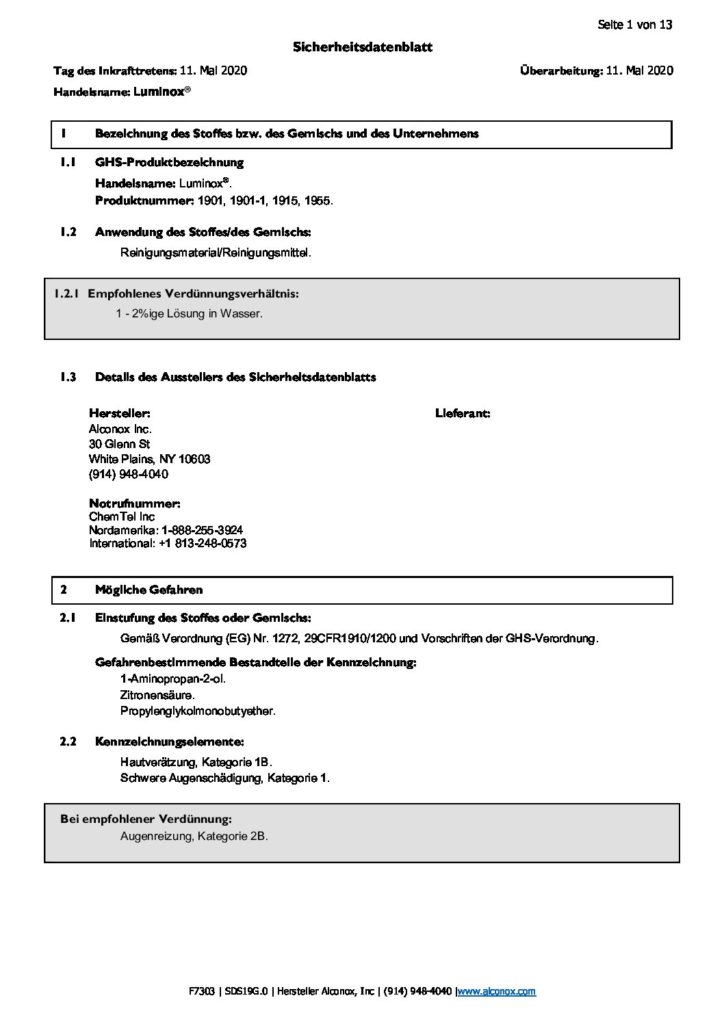 Seite 1 von 13
Sicherheitsdatenblatt
Tag des Inkrafttretens: 11. Mai 2020
Überarbeitung: 11. Mai 2020
Handelsname: Luminox®
1 Bezeichnung des Stoffes bzw. des Gemischs und des Unternehmens
1.1 GHS-Produktbezeichnung
Handelsname: Luminox®.
Produktnummer: 1901, 1901-1, 1915, 1955.
1.2 Anwendung des Stoffes/des Gemischs:
Reinigungsmaterial/Reinigungsmittel.
1.2.1 Empfohlenes Verdünnungsverhältnis:
1 - 2%ige Lösung in Wasser.
1.3 Details des Ausstellers des Sicherheitsdatenblatts
Hersteller:
Lieferant:
Alconox Inc.
30 Glenn St
White Plains, NY 10603
(914) 948-4040
Notrufnummer:
ChemTel Inc
Nordamerika: 1-888-255-3924
International: +1 813-248-0573
2 Mögliche Gefahren
2.1 Einstufung des Stoffes oder Gemischs:
Gemäß Verordnung (EG) Nr. 1272, 29CFR1910/1200 und Vorschriften der GHS-Verordnung.
Gefahrenbestimmende Bestandteile der Kennzeichnung:
1-Aminopropan-2-ol.
Zitronensäure.
Propylenglykolmonobutyether.
2.2 Kennzeichnungselemente:
Hautverätzung, Kategorie 1B.
Schwere Augenschädigung, Kategorie 1.
Bei empfohlener Verdünnung:
Augenreizung, Kategorie 2B.
F7303 | SDS19G.0 | Hersteller Alconox, Inc | (914) 948-4040 |www.alconox.com